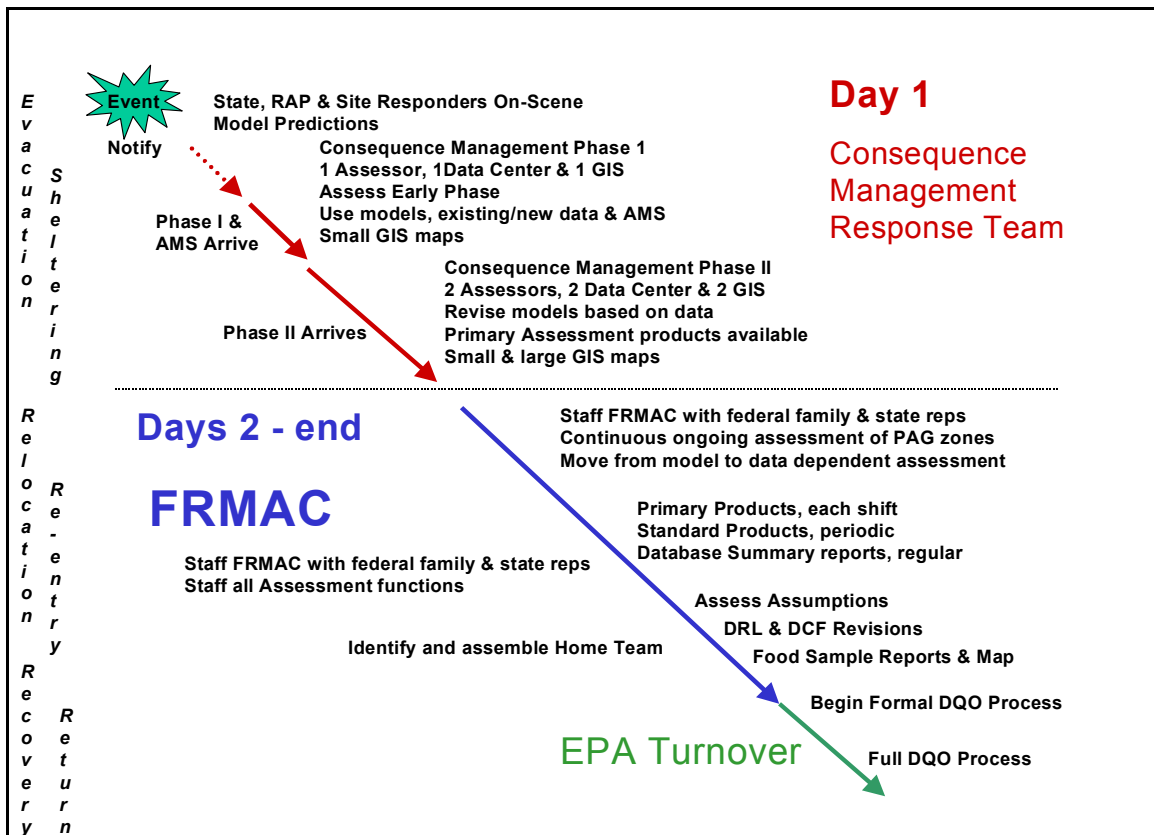 Evacuation
Sheltering
Event
Notify
State, RAP & Site Responders On-Scene
Model Predictions
Day 1
Consequence
Management
Response Team
Consequence Management Phase 1
1 Assessor, 1Data Center & 1 GIS
Assess Early Phase
Use models, existing/new data & AMS
Small GIS maps
Phase I &
AMS Arrive
Consequence Management Phase II
2 Assessors, 2 Data Center & 2 GIS
Revise models based on data
Primary Assessment products available
Small & large GIS maps
Phase II Arrives
Relocation
Re-entry
Days 2 - end
FRMAC
Staff FRMAC with federal family & state reps
Continuous ongoing assessment of PAG zones
Move from model to data dependent assessment
Primary Products, each shift
Standard Products, periodic
Database Summary reports, regular
Staff FRMAC with federal family & state reps
Staff all Assessment functions
Assess Assumptions
DRL & DCF Revisions
Identify and assemble Home Team
Food Sample Reports & Map
Recovery
Return
Begin Formal DQO Process
EPA Turnover
Full DQO Process